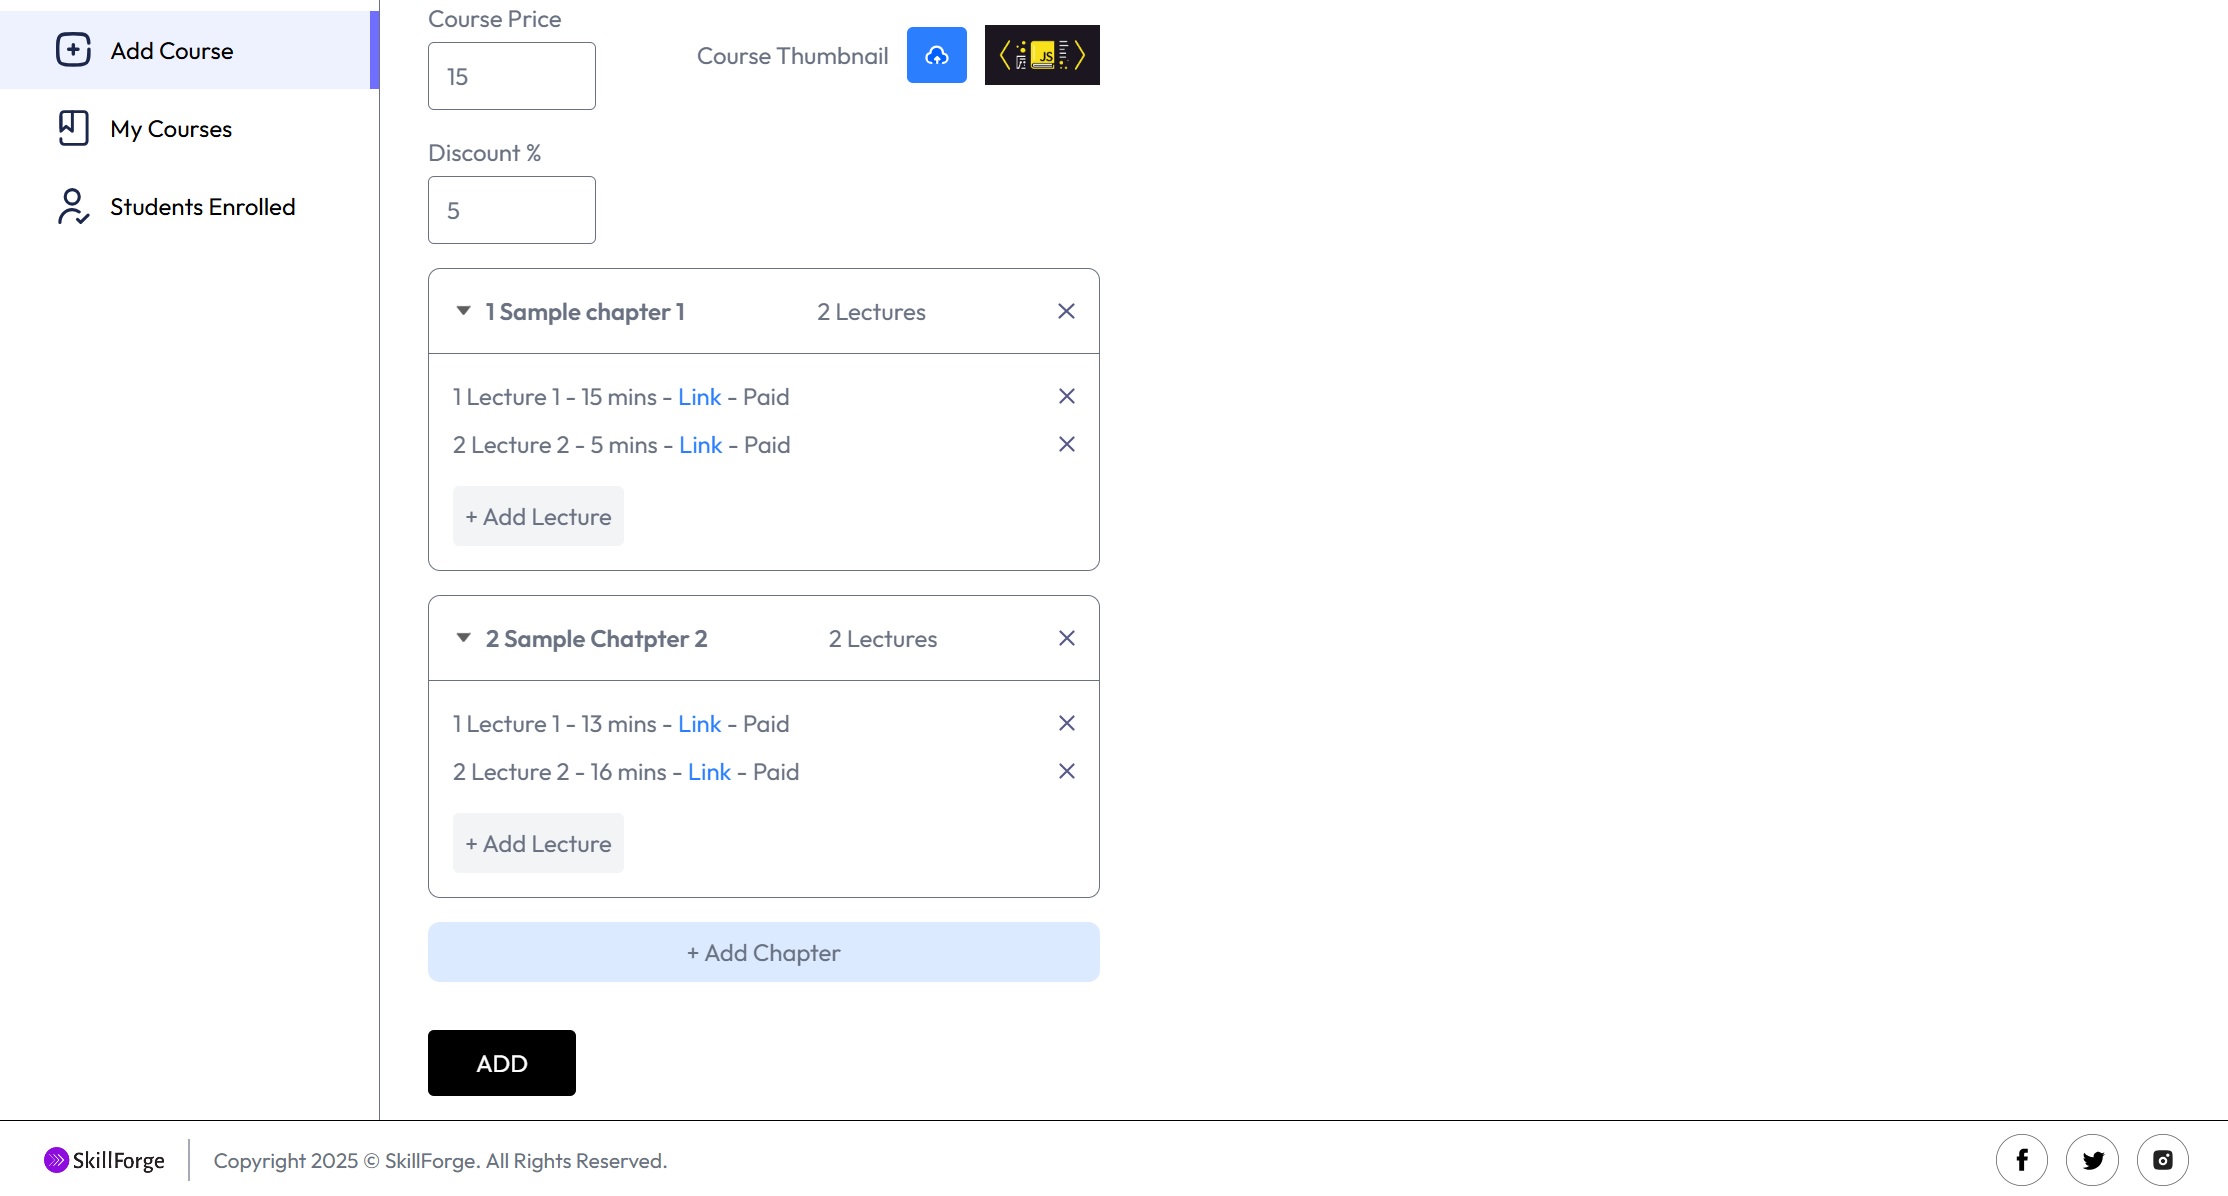 Add Course
My Courses
Students Enrolled
Course Price
15
Course Thumbnail
JS
Discount %
5
1 Sample chapter 1 2 Lectures
1 Lecture 1 - 15 mins - Link - Paid
2 Lecture 2 - 5 mins - Link - Paid
+ Add Lecture
2 Sample Chatpter 2 2 Lectures
1 Lecture 1 - 13 mins - Link - Paid
2 Lecture 2 - 16 mins - Link - Paid
+ Add Lecture
+ Add Chapter
ADD
SkillForge
Copyright 2025 © SkillForge. All Rights Reserved.